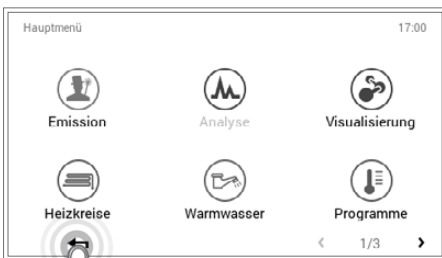 Hauptmenü 17:00
Emission Analyse Visualisierung
Heizkreise Warmwasser Programme
1/3